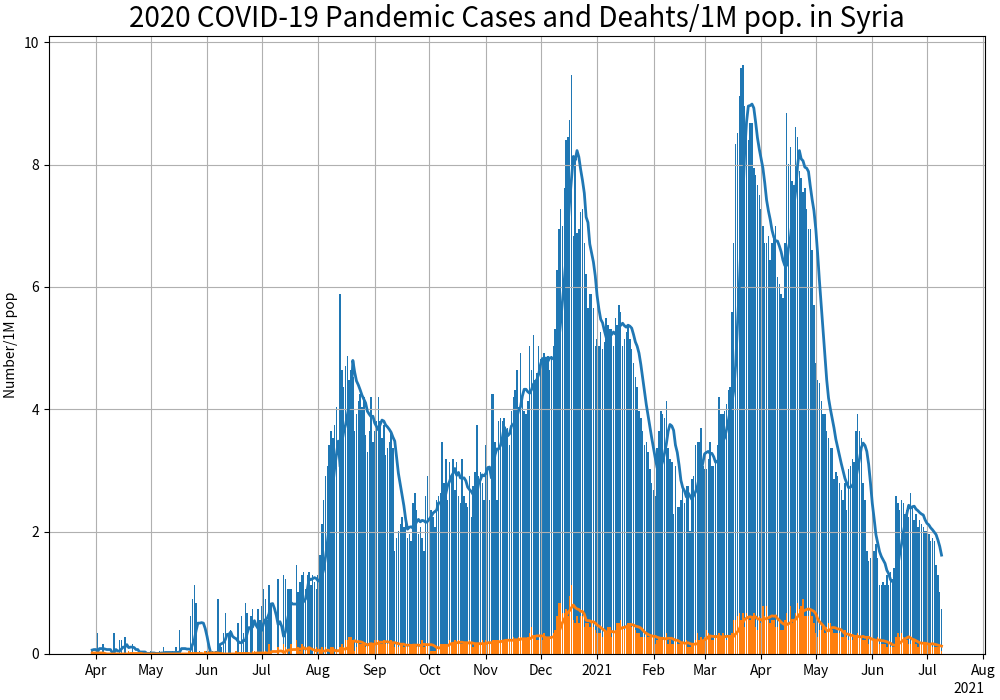 2020 COVID-19 Pandemic Cases and Deahts/1M pop. in Syria
10
8
6
4
2
0
Number/1M pop
Apr May Jun Jul Aug Sep Oct Nov Dec 2021 Feb Mar Apr May Jun Jul Aug
2021